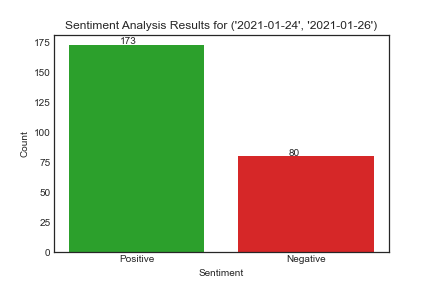 Sentiment Analysis Results for ('2021-01-24', '2021-01-26')
175
173
150
125
100
Count
75
80
50
25
0
Positive
Negative
Sentiment